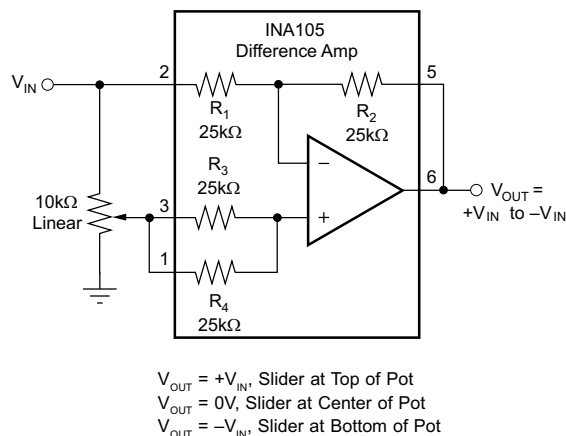 INA105
Difference Amp
V_IN
2
R_1
25kΩ
R_2
25kΩ
5
10kΩ
Linear
3
R_3
25kΩ
–
+
6
V_OUT =
+V_IN to –V_IN
1
R_4
25kΩ
V_OUT = +V_IN, Slider at Top of Pot
V_OUT = 0V, Slider at Center of Pot
V_OUT = –V_IN, Slider at Bottom of Pot